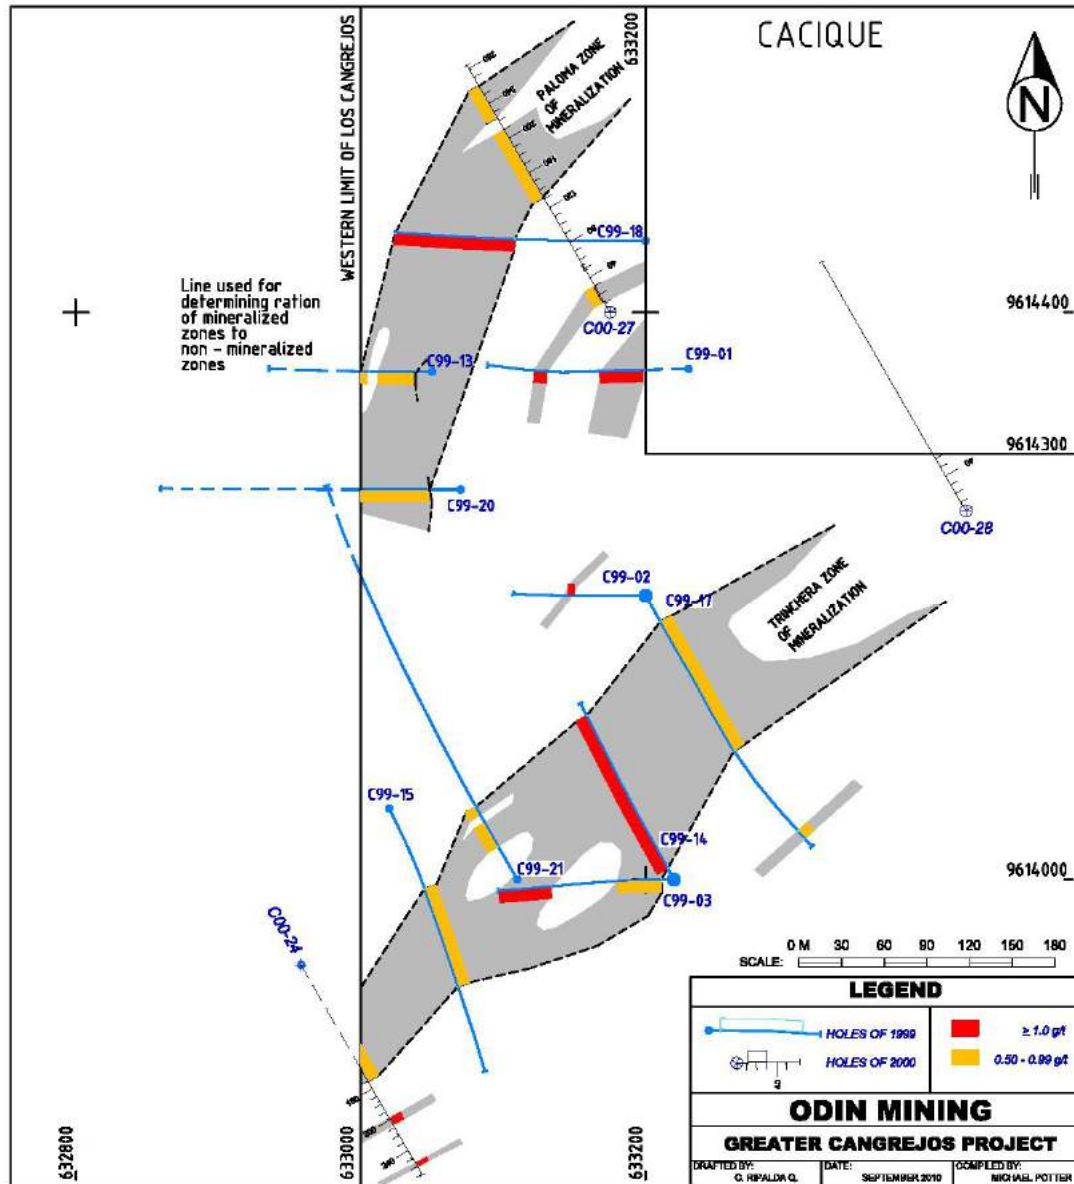 CACIQUE
WESTERN LIMIT OF LOS CANGREJOS
633200
PALOMA ZONE
OF
MINERALIZATION
N
C99-18
Line used for
determining ration
of mineralized
zones to
non - mineralized
zones
9614400
C00-27
C99-13
C99-01
9614300
C99-20
C00-28
C99-02
C99-17
TRINCHERA ZONE
OF
MINERALIZATION
C99-15
C99-14
C99-21
9614000
C99-03
C00-24
0 M 30 60 90 120 150 180
SCALE:
LEGEND
HOLES OF 1999
≥ 1.0 g/t
HOLES OF 2000
0.50 - 0.99 g/t
ODIN MINING
GREATER CANGREJOS PROJECT
DRAFTED BY:
G. RIPALDA Q.
DATE:
SEPTEMBER 2010
COMPILED BY:
MICHAEL POTTER
632800
633000
633200